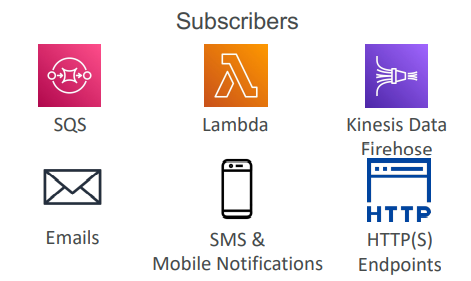 Subscribers
SQS
Lambda
Kinesis Data
Firehose
Emails
SMS &
Mobile Notifications
HTTP
HTTP(S)
Endpoints